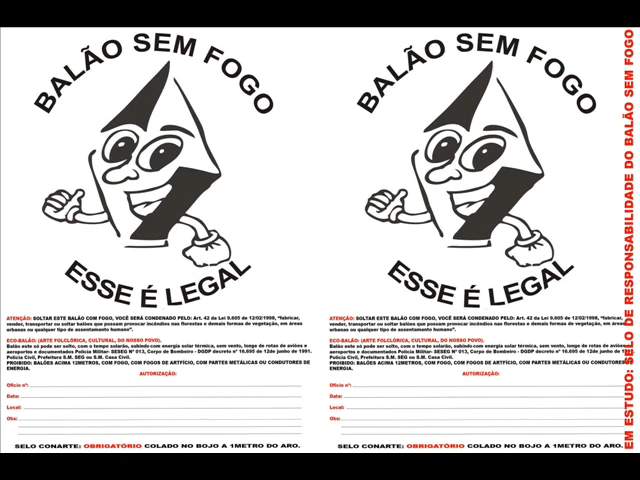 BALÃO SEM FOGO
ESSE É LEGAL
ATENÇÃO: SOLTAR ESTE BALÃO COM FOGO, VOCÊ SERÁ CONDENADO PELO: Art. 42 da Lei 9.605 de 12/02/1998, "fabricar,
vender, transportar ou soltar balões que possam provocar incêndios nas florestas e demais formas de vegetação, em áreas
urbanas ou qualquer tipo de assentamento humano".
ECO-BALÃO: (ARTE FOLCLÓRICA, CULTURAL, DO NOSSO POVO).
Balão este só pode ser solto, com o tempo solarão, subindo com energia solar térmica, sem vento, longe de rotas de aviões e
aeroportos e documentados Policia Militar- SESEG Nº 013, Corpo de Bombeiro - DGDP decreto n° 16.695 de 12de junho de 1991.
Policia Civil, Prefeitura S.M. SEG ou S.M. Casa Civil.
PROIBIDO: BALÕES ACIMA 12METROS, COM FOGO, COM FOGOS DE ARTFÍCIO, COM PARTES METÁLICAS OU CONDUTORES DE
ENERGIA.
AUTORIZAÇÃO:
Oficio nº:
Data:
Local:
Obs:
SELO CONARTE: OBRIGATÓRIO COLADO NO BOJO A 1METRO DO ARO.
BALÃO SEM FOGO
ESSE É LEGAL
ATENÇÃO: SOLTAR ESTE BALÃO COM FOGO, VOCÊ SERÁ CONDENADO PELO: Art. 42 da Lei 9.605 de 12/02/1998, "fabricar,
vender, transportar ou soltar balões que possam provocar incêndios nas florestas e demais formas de vegetação, em áreas
urbanas ou qualquer tipo de assentamento humano".
ECO-BALÃO: (ARTE FOLCLÓRICA, CULTURAL, DO NOSSO POVO).
Balão este só pode ser solto, com o tempo solarão, subindo com energia solar térmica, sem vento, longe de rotas de aviões e
aeroportos e documentados Policia Militar- SESEG Nº 013, Corpo de Bombeiro - DGDP decreto n° 16.695 de 12de junho de
Policia Civil, Prefeitura S.M. SEG ou S.M. Casa Civil.
PROIBIDO: BALÕES ACIMA 12METROS, COM FOGO, COM FOGOS DE ARTFÍCIO, COM PARTES METÁLICAS OU CONDUTORES DE
ENERGIA.
AUTORIZAÇÃO:
Oficio nº:
Data:
Local:
Obs:
SELO CONARTE: OBRIGATÓRIO COLADO NO BOJO A 1METRO DO ARO.
EM ESTUDO: SELO DE RESPONSABILIDADE DO BALÃO SEM FOGO